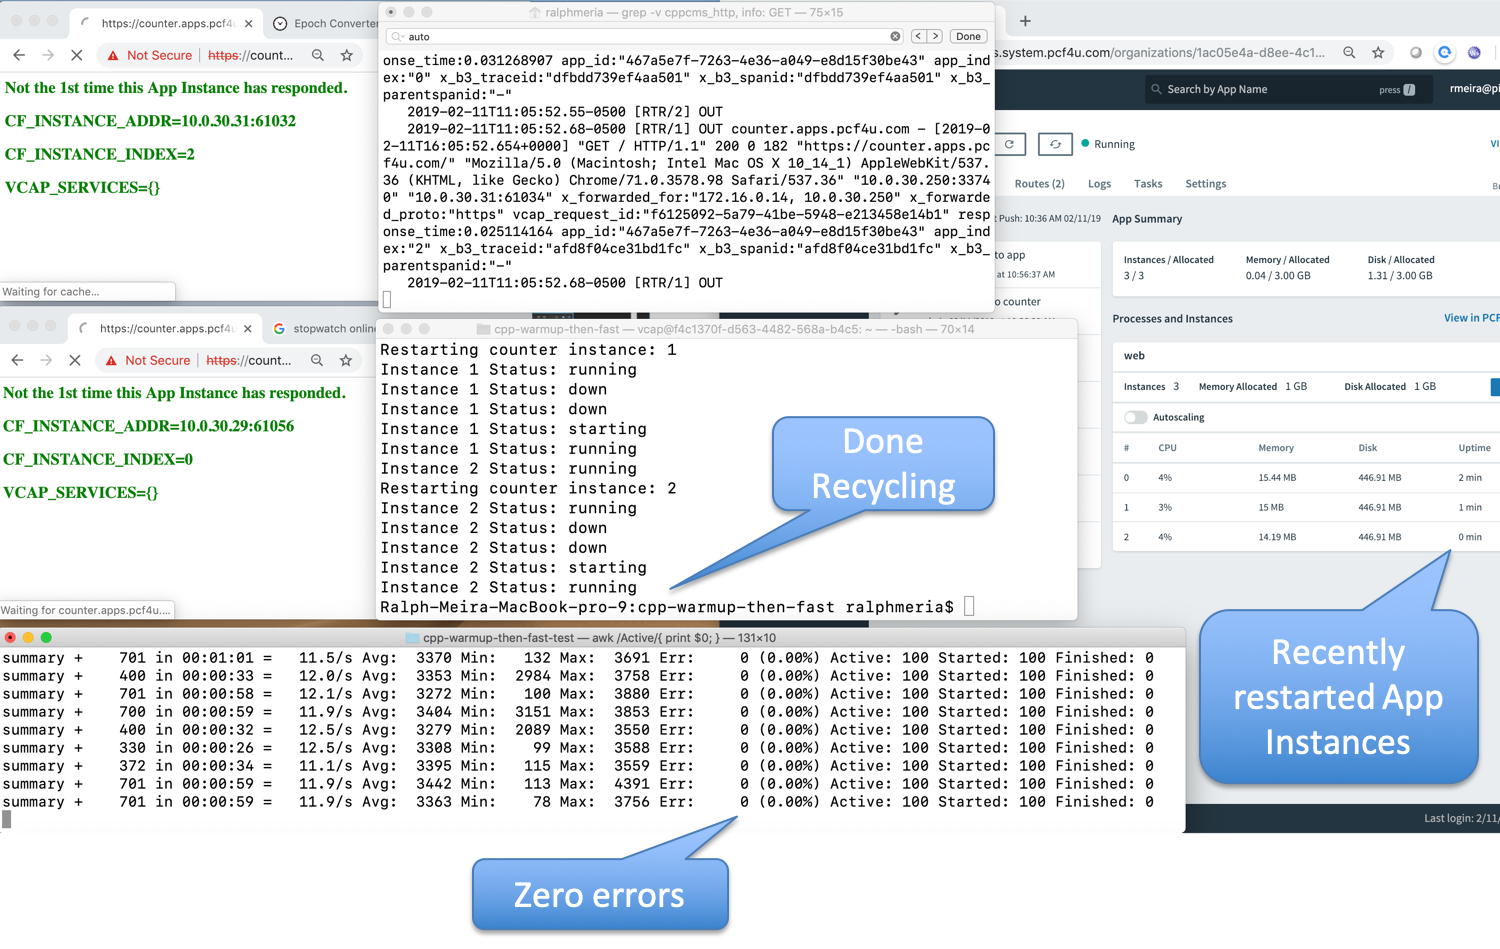 https://counter.apps.pcf4
Epoch Converter
Not Secure
https://count...
Not the 1st time this App Instance has responded.
CF_INSTANCE_ADDR=10.0.30.31:61032
CF_INSTANCE_INDEX=2
VCAP_SERVICES={}
Waiting for cache...
ralphmeria — grep -v cppcms_http, info: GET — 75×15
auto
Done
onse_time:0.031268907 app_id:"467a5e7f-7263-4e36-a049-e8d15f30be43" app_ind
ex:"0" x_b3_traceid:"dfbdd739ef4aa501" x_b3_spanid:"dfbdd739ef4aa501" x_b3_
parentspanid:"-"
2019-02-11T11:05:52.55-0500 [RTR/2] OUT
2019-02-11T11:05:52.68-0500 [RTR/1] OUT counter.apps.pcf4u.com - [2019-0
2-11T16:05:52.654+0000] "GET / HTTP/1.1" 200 0 182 "https://counter.apps.pc
f4u.com/" "Mozilla/5.0 (Macintosh; Intel Mac OS X 10_14_1) AppleWebKit/537.
36 (KHTML, like Gecko) Chrome/71.0.3578.98 Safari/537.36" "10.0.30.250:3374
0" "10.0.30.31:61034" x_forwarded_for:"172.16.0.14, 10.0.30.250" x_forwarde
d_proto:"https" vcap_request_id:"f6125092-5a79-41be-5948-e213458e14b1" resp
onse_time:0.025114164 app_id:"467a5e7f-7263-4e36-a049-e8d15f30be43" app_ind
ex:"2" x_b3_traceid:"afd8f04ce31bd1fc" x_b3_spanid:"afd8f04ce31bd1fc" x_b3_
parentspanid:"-"
2019-02-11T11:05:52.68-0500 [RTR/1] OUT
s.system.pcf4u.com/organizations/1ac05e4a-d8ee-4c1...
Search by App Name
press /
rmeira@pi
Running
VI
Routes (2)
Logs
Tasks
Settings
t Push: 10:36 AM 02/11/19
App Summary
to app
at 10:56:37 AM
o counter
Instances / Allocated
Memory / Allocated
Disk / Allocated
3 / 3
0.04 / 3.00 GB
1.31 / 3.00 GB
Processes and Instances
View in PCF
web
Instances 3
Memory Allocated 1 GB
Disk Allocated 1 GB
Autoscaling
# CPU Memory Disk Uptime
0 4% 15.44 MB 446.91 MB 2 min
1 3% 15 MB 446.91 MB 1 min
2 4% 14.19 MB 446.91 MB 0 min
Last login: 2/11/
https://counter.apps.pcf4
stopwatch online
Not Secure
https://count...
Not the 1st time this App Instance has responded.
CF_INSTANCE_ADDR=10.0.30.29:61056
CF_INSTANCE_INDEX=0
VCAP_SERVICES={}
Waiting for counter.apps.pcf4u....
cpp-warmup-then-fast — vcap@f4c1370f-d563-4482-568a-b4c5: ~ — -bash — 70×14
Restarting counter instance: 1
Instance 1 Status: running
Instance 1 Status: down
Instance 1 Status: down
Instance 1 Status: starting
Instance 1 Status: running
Instance 2 Status: running
Restarting counter instance: 2
Instance 2 Status: running
Instance 2 Status: down
Instance 2 Status: down
Instance 2 Status: starting
Instance 2 Status: running
Ralph-Meira-MacBook-pro-9:cpp-warmup-then-fast ralphmeria$
Done
Recycling
Recently
restarted App
Instances
cpp-warmup-then-fast-test — awk /Active/{ print $0; } — 131×10
summary + 701 in 00:01:01 = 11.5/s Avg: 3370 Min: 132 Max: 3691 Err: 0 (0.00%) Active: 100 Started: 100 Finished: 0
summary + 400 in 00:00:33 = 12.0/s Avg: 3353 Min: 2984 Max: 3758 Err: 0 (0.00%) Active: 100 Started: 100 Finished: 0
summary + 701 in 00:00:58 = 12.1/s Avg: 3272 Min: 100 Max: 3880 Err: 0 (0.00%) Active: 100 Started: 100 Finished: 0
summary + 700 in 00:00:59 = 11.9/s Avg: 3404 Min: 3151 Max: 3853 Err: 0 (0.00%) Active: 100 Started: 100 Finished: 0
summary + 400 in 00:00:32 = 12.5/s Avg: 3279 Min: 2089 Max: 3550 Err: 0 (0.00%) Active: 100 Started: 100 Finished: 0
summary + 330 in 00:00:26 = 12.5/s Avg: 3308 Min: 99 Max: 3588 Err: 0 (0.00%) Active: 100 Started: 100 Finished: 0
summary + 372 in 00:00:34 = 11.1/s Avg: 3395 Min: 115 Max: 3559 Err: 0 (0.00%) Active: 100 Started: 100 Finished: 0
summary + 701 in 00:00:59 = 11.9/s Avg: 3442 Min: 113 Max: 4391 Err: 0 (0.00%) Active: 100 Started: 100 Finished: 0
summary + 701 in 00:00:59 = 11.9/s Avg: 3363 Min: 78 Max: 3756 Err: 0 (0.00%) Active: 100 Started: 100 Finished: 0
Zero errors